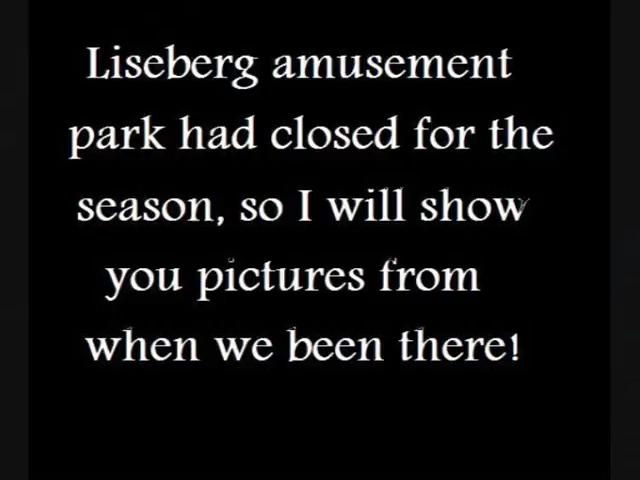 Liseberg amusement
park had closed for the
season, so I will show
you pictures from
when we been there!